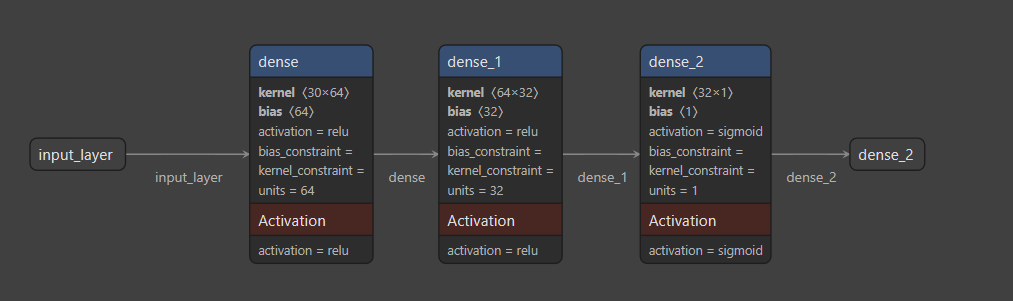 input_layer
input_layer
dense
kernel ⟨30×64⟩
bias ⟨64⟩
activation = relu
bias_constraint =
kernel_constraint =
units = 64
Activation
activation = relu
dense
dense_1
kernel ⟨64×32⟩
bias ⟨32⟩
activation = relu
bias_constraint =
kernel_constraint =
units = 32
Activation
activation = relu
dense_1
dense_2
kernel ⟨32×1⟩
bias ⟨1⟩
activation = sigmoid
bias_constraint =
kernel_constraint =
units = 1
Activation
activation = sigmoid
dense_2
dense_2